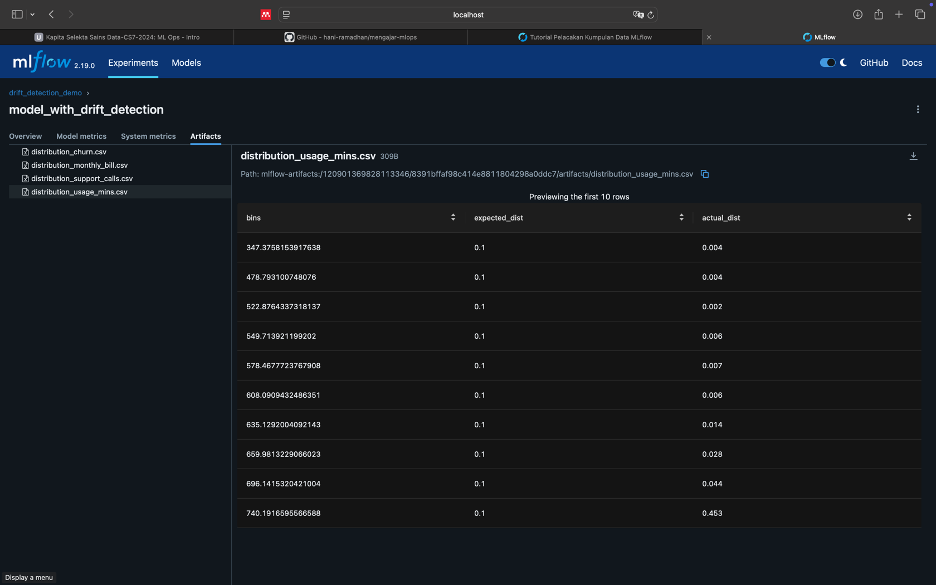 localhost
Kapita Selekta Sains Data-CS7-2024: ML Ops - Intro
GitHub - hani-ramadhan/mengajar-mlops
Tutorial Pelacakan Kumpulan Data MLflow
MLflow
mlflow 2.19.0 Experiments Models GitHub Docs
drift_detection_demo
model_with_drift_detection
Overview Model metrics System metrics Artifacts
distribution_churn.csv
distribution_monthly_bill.csv
distribution_support_calls.csv
distribution_usage_mins.csv
distribution_usage_mins.csv 309B
Path: mlflow-artifacts:/120901369828113346/8391bffaf98c414e8811804298a0ddc7/artifacts/distribution_usage_mins.csv
Previewing the first 10 rows
bins expected_dist actual_dist
347.3758153917638 0.1 0.004
478.793100748076 0.1 0.004
522.8764337318137 0.1 0.002
549.713921199202 0.1 0.006
578.4677723767908 0.1 0.007
608.0909432486351 0.1 0.006
635.1292004092143 0.1 0.014
659.9813229066023 0.1 0.028
696.1415320421004 0.1 0.044
740.1916595566588 0.1 0.453
Display a menu